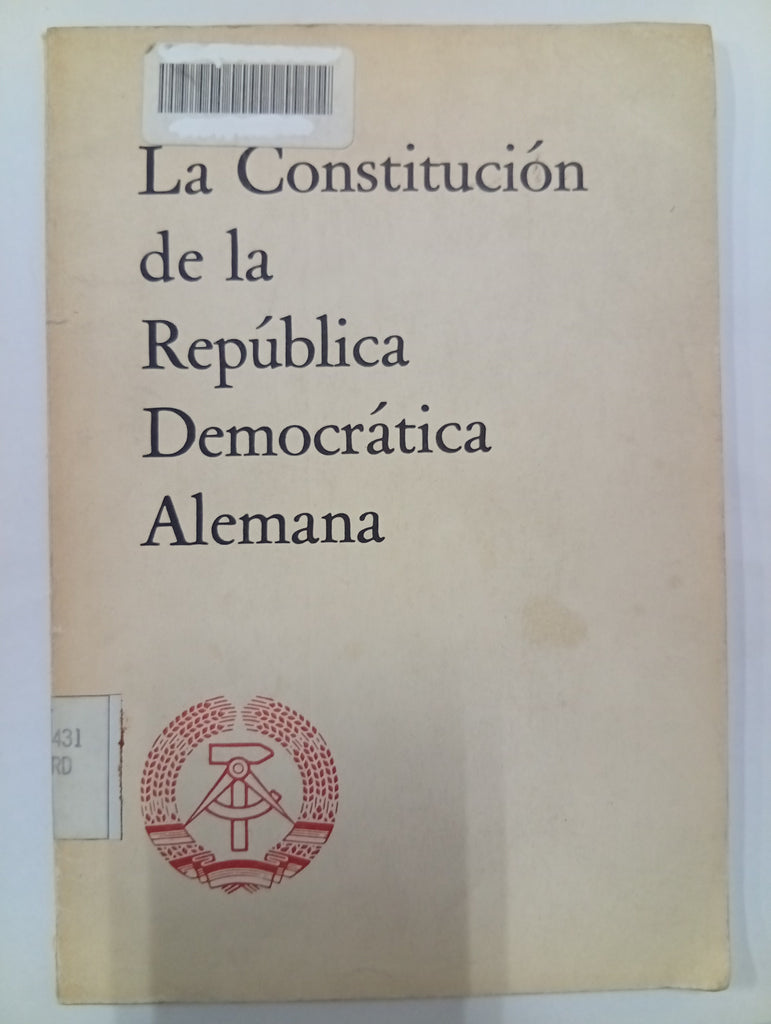 La Constitución
de la
República
Democrática
Alemana
431
RD